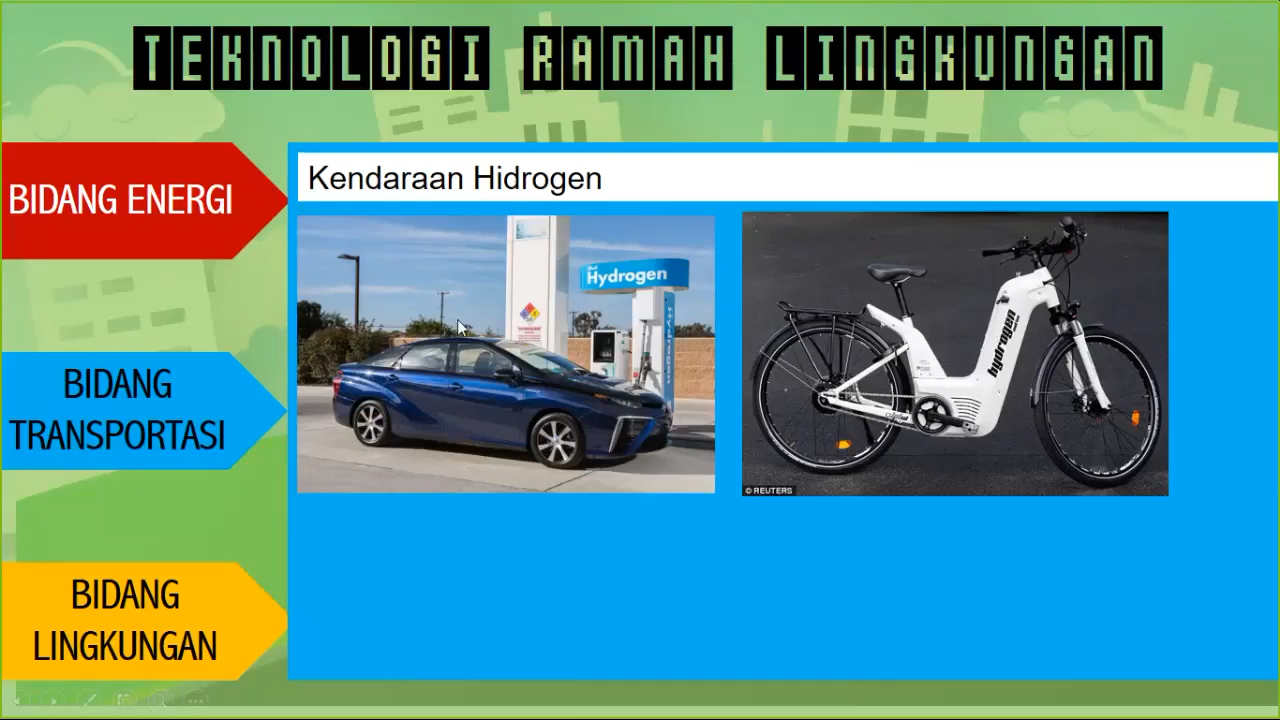 TEKNOLOGI RAMAH LINGKUNGAN
BIDANG ENERGI
Kendaraan Hidrogen
Hydrogen
hydrogen
© REUTERS
BIDANG
TRANSPORTASI
BIDANG
LINGKUNGAN